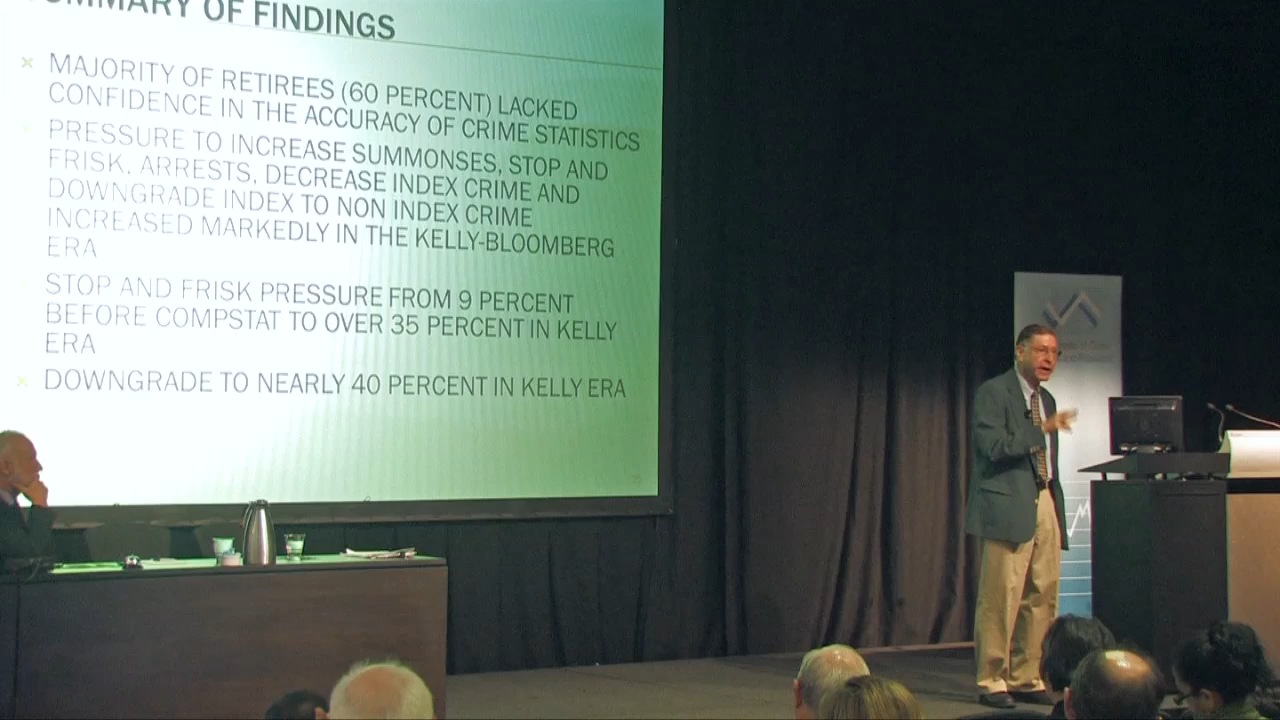 SUMMARY OF FINDINGS
MAJORITY OF RETIREES (60 PERCENT) LACKED
CONFIDENCE IN THE ACCURACY OF CRIME STATISTICS
PRESSURE TO INCREASE SUMMONSES, STOP AND
FRISK, ARRESTS, DECREASE INDEX CRIME AND
DOWNGRADE INDEX TO NON INDEX CRIME
INCREASED MARKEDLY IN THE KELLY-BLOOMBERG
ERA
STOP AND FRISK PRESSURE FROM 9 PERCENT
BEFORE COMPSTAT TO OVER 35 PERCENT IN KELLY
ERA
DOWNGRADE TO NEARLY 40 PERCENT IN KELLY ERA